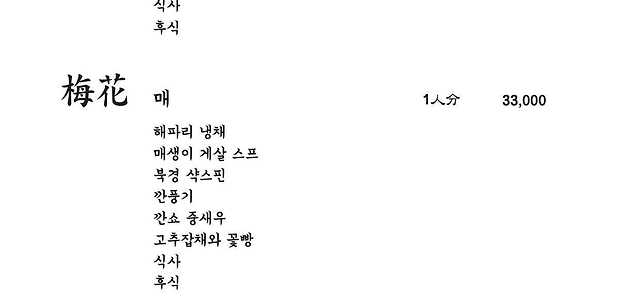 식사
후식
梅花 매 1人分 33,000
해파리 냉채
매생이 게살 스프
북경 샥스핀
깐풍기
깐쇼 중새우
고추잡채와 꽃빵
식사
후식